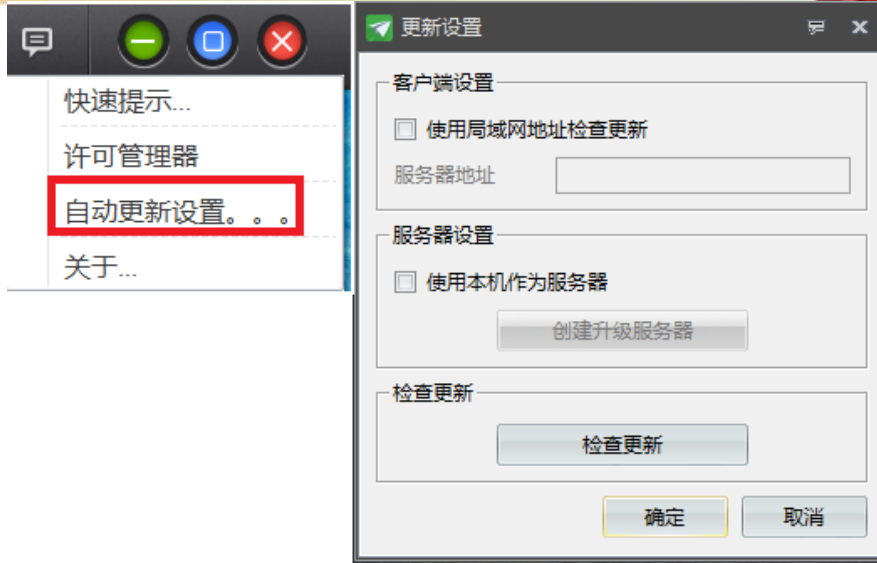 快速提示...
许可管理器
自动更新设置。。。
关于...
更新设置
客户端设置
使用局域网地址检查更新
服务器地址
服务器设置
使用本机作为服务器
创建升级服务器
检查更新
检查更新
确定
取消